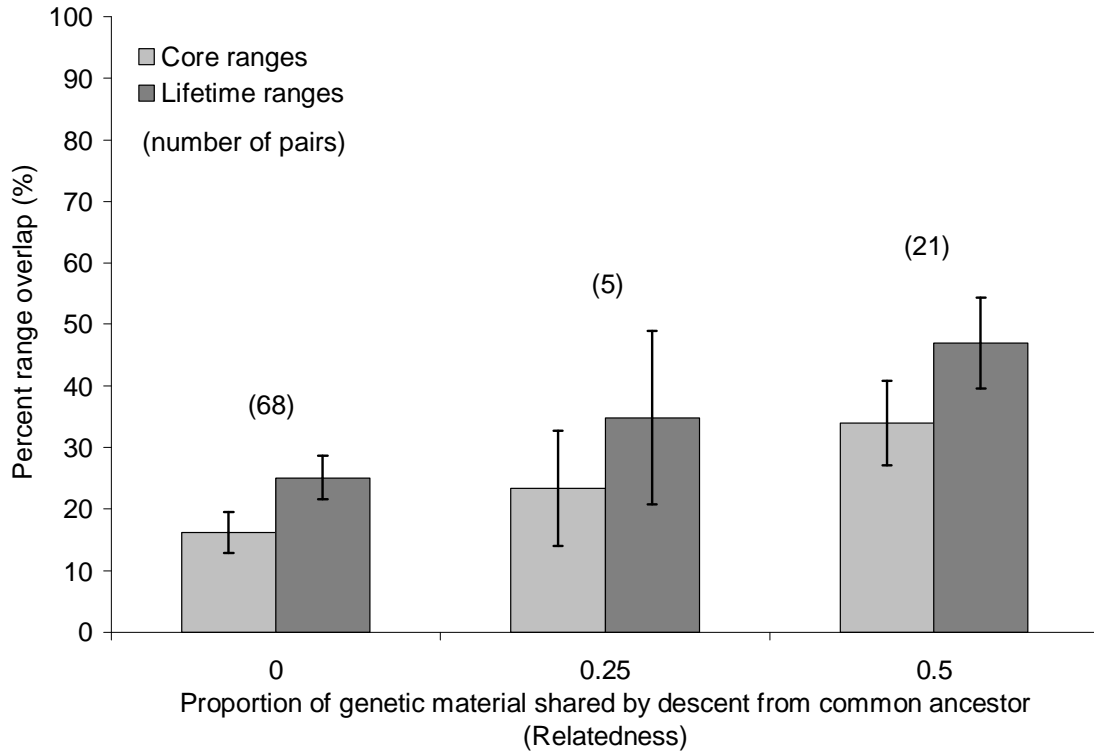 100
90
80
70
60
50
40
30
20
10
0
Percent range overlap (%)
Core ranges
Lifetime ranges
(number of pairs)
(68)
(5)
(21)
0
0.25
0.5
Proportion of genetic material shared by descent from common ancestor
(Relatedness)